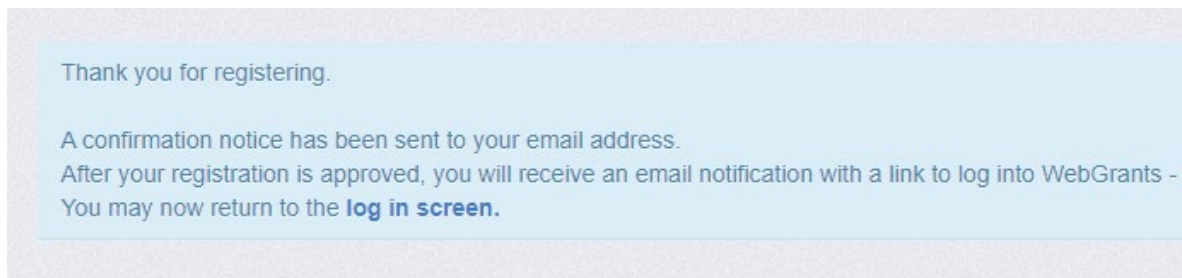 Thank you for registering.
A confirmation notice has been sent to your email address.
After your registration is approved, you will receive an email notification with a link to log into WebGrants -
You may now return to the log in screen.